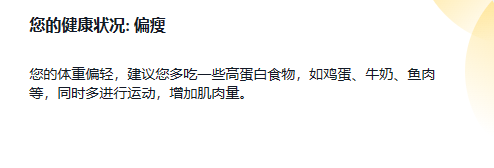 您的健康状况: 偏瘦
您的体重偏轻，建议您多吃一些高蛋白食物，如鸡蛋、牛奶、鱼肉
等，同时多进行运动，增加肌肉量。